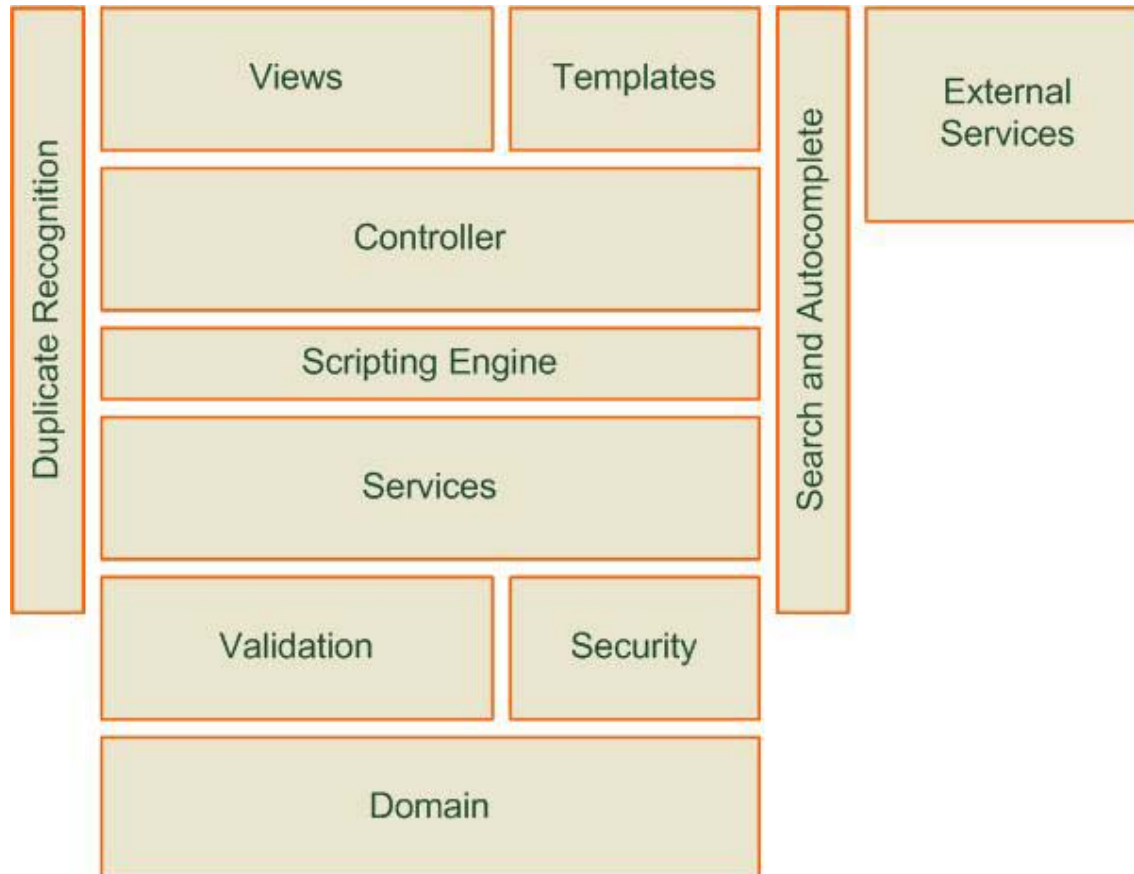 Duplicate Recognition
Views
Templates
Controller
Scripting Engine
Services
Validation
Security
Domain
Search and Autocomplete
External
Services